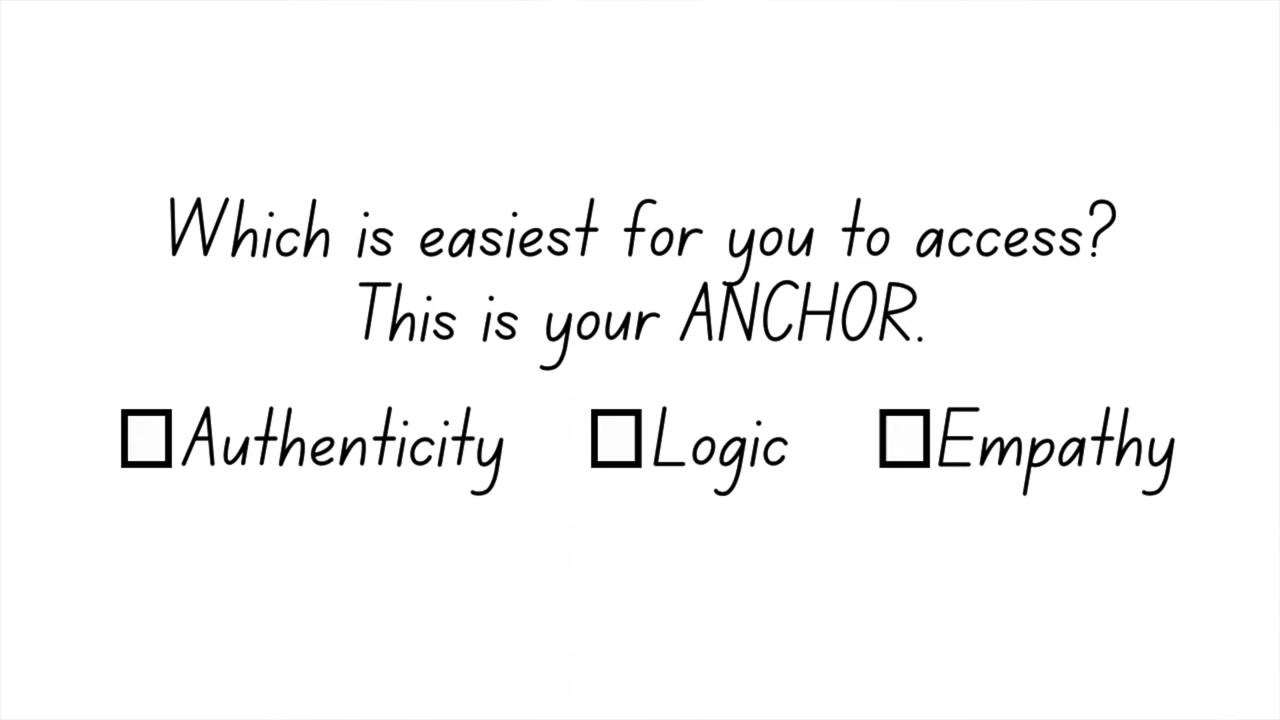 Which is easiest for you to access?
This is your ANCHOR.
Authenticity Logic Empathy